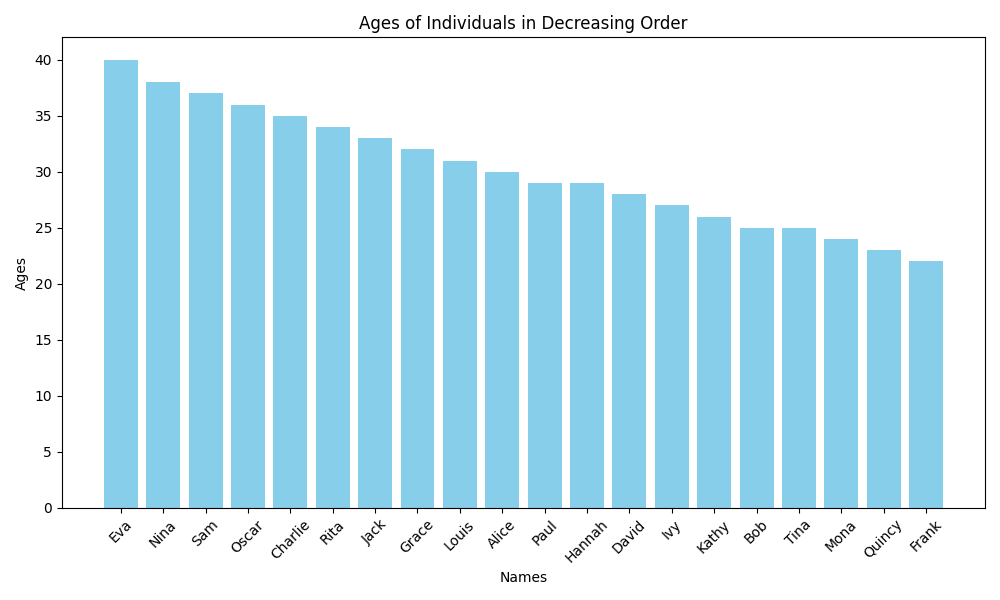 Ages of Individuals in Decreasing Order
Ages
40
35
30
25
20
15
10
5
0
Eva
Nina
Sam
Oscar
Charlie
Rita
Jack
Grace
Louis
Alice
Paul
Hannah
David
Ivy
Kathy
Bob
Tina
Mona
Quincy
Frank
Names